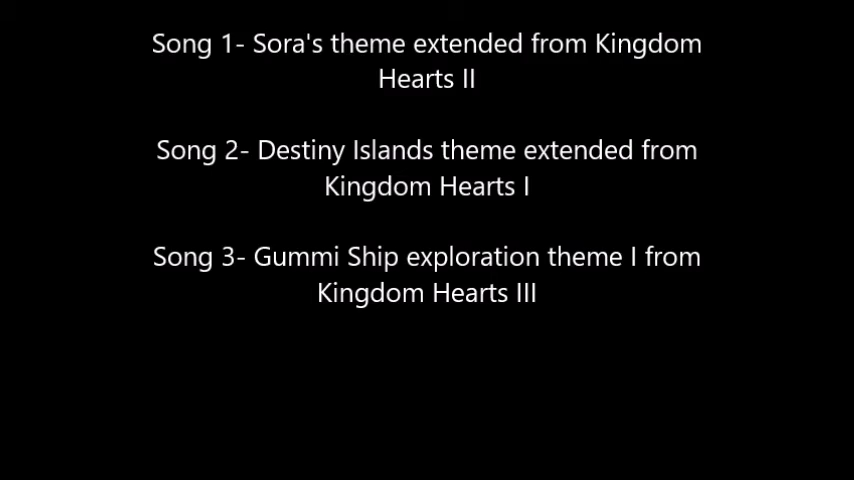 Song 1- Sora's theme extended from Kingdom
Hearts II
Song 2- Destiny Islands theme extended from
Kingdom Hearts I
Song 3- Gummi Ship exploration theme I from
Kingdom Hearts III